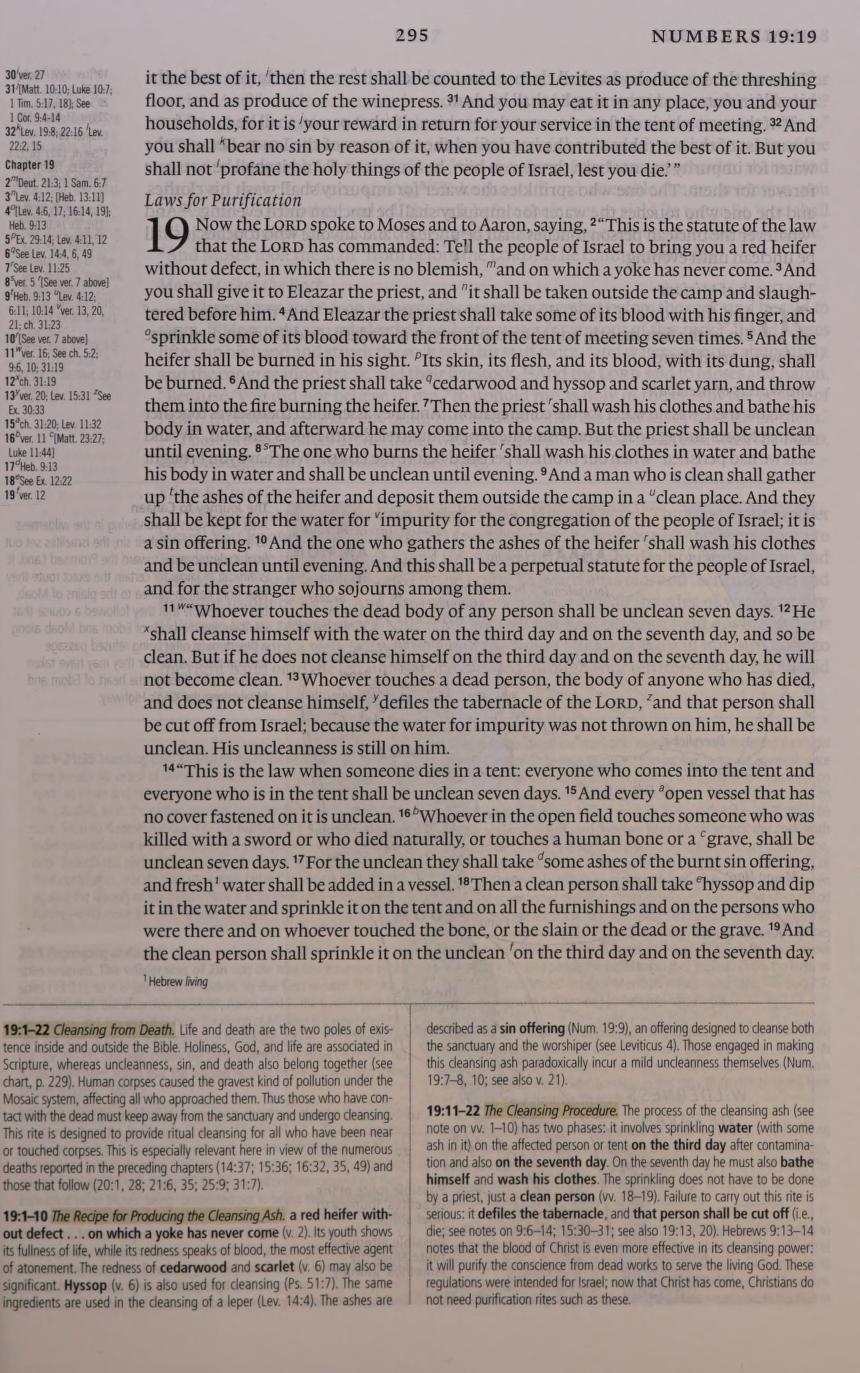 295
NUMBERS 19:19
30 i ver. 27
31 j [Matt. 10:10; Luke 10:7;
1 Tim. 5:17, 18]; See
1 Cor. 9:4-14
32 k Lev. 19:8; 22:16 l Lev.
22:2, 15
Chapter 19
2 m Deut. 21:3; 1 Sam. 6:7
3 n Lev. 4:12; [Heb. 13:11]
4 o [Lev. 4:6, 17; 16:14, 19];
Heb. 9:13
5 p Ex. 29:14; Lev. 4:11, 12
6 q See Lev. 14:4, 6, 49
7 r See Lev. 11:25
8 s ver. 5 r [See ver. 7 above]
9 t Heb. 9:13 u Lev. 4:12;
6:11; 10:14 v ver. 13, 20,
21; ch. 31:23
10 r [See ver. 7 above]
11 w ver. 16; See ch. 5:2;
9:6, 10; 31:19
12 x ch. 31:19
13 y ver. 20; Lev. 15:31 z See
Ex. 30:33
15 a ch. 31:20; Lev. 11:32
16 b ver. 11 c [Matt. 23:27;
Luke 11:44]
17 d Heb. 9:13
18 e See Ex. 12:22
19 f ver. 12
it the best of it, i then the rest shall be counted to the Levites as produce of the threshing
floor, and as produce of the winepress. 31 And you may eat it in any place, you and your
households, for it is j your reward in return for your service in the tent of meeting. 32 And
you shall k bear no sin by reason of it, when you have contributed the best of it. But you
shall not l profane the holy things of the people of Israel, lest you die.’ ”
Laws for Purification
19 Now the LORD spoke to Moses and to Aaron, saying, 2 “This is the statute of the law
that the LORD has commanded: Tell the people of Israel to bring you a red heifer
without defect, in which there is no blemish, m and on which a yoke has never come. 3 And
you shall give it to Eleazar the priest, and n it shall be taken outside the camp and slaugh-
tered before him. 4 And Eleazar the priest shall take some of its blood with his finger, and
o sprinkle some of its blood toward the front of the tent of meeting seven times. 5 And the
heifer shall be burned in his sight. p Its skin, its flesh, and its blood, with its dung, shall
be burned. 6 And the priest shall take q cedarwood and hyssop and scarlet yarn, and throw
them into the fire burning the heifer. 7 Then the priest r shall wash his clothes and bathe his
body in water, and afterward he may come into the camp. But the priest shall be unclean
until evening. 8 s The one who burns the heifer r shall wash his clothes in water and bathe
his body in water and shall be unclean until evening. 9 And a man who is clean shall gather
up t the ashes of the heifer and deposit them outside the camp in a u clean place. And they
shall be kept for the water for v impurity for the congregation of the people of Israel; it is
a sin offering. 10 And the one who gathers the ashes of the heifer r shall wash his clothes
and be unclean until evening. And this shall be a perpetual statute for the people of Israel,
and for the stranger who sojourns among them.
11 w “Whoever touches the dead body of any person shall be unclean seven days. 12 He
x shall cleanse himself with the water on the third day and on the seventh day, and so be
clean. But if he does not cleanse himself on the third day and on the seventh day, he will
not become clean. 13 Whoever touches a dead person, the body of anyone who has died,
and does not cleanse himself, y defiles the tabernacle of the LORD, z and that person shall
be cut off from Israel; because the water for impurity was not thrown on him, he shall be
unclean. His uncleanness is still on him.
14 “This is the law when someone dies in a tent: everyone who comes into the tent and
everyone who is in the tent shall be unclean seven days. 15 And every a open vessel that has
no cover fastened on it is unclean. 16 b Whoever in the open field touches someone who was
killed with a sword or who died naturally, or touches a human bone or a c grave, shall be
unclean seven days. 17 For the unclean they shall take d some ashes of the burnt sin offering,
and fresh 1 water shall be added in a vessel. 18 Then a clean person shall take e hyssop and dip
it in the water and sprinkle it on the tent and on all the furnishings and on the persons who
were there and on whoever touched the bone, or the slain or the dead or the grave. 19 And
the clean person shall sprinkle it on the unclean f on the third day and on the seventh day.
1 Hebrew living
19:1–22 Cleansing from Death. Life and death are the two poles of exis-
tence inside and outside the Bible. Holiness, God, and life are associated in
Scripture, whereas uncleanness, sin, and death also belong together (see
chart, p. 229). Human corpses caused the gravest kind of pollution under the
Mosaic system, affecting all who approached them. Thus those who have con-
tact with the dead must keep away from the sanctuary and undergo cleansing.
This rite is designed to provide ritual cleansing for all who have been near
or touched corpses. This is especially relevant here in view of the numerous
deaths reported in the preceding chapters (14:37; 15:36; 16:32, 35, 49) and
those that follow (20:1, 28; 21:6, 35; 25:9; 31:7).
19:1–10 The Recipe for Producing the Cleansing Ash. a red heifer with-
out defect . . . on which a yoke has never come (v. 2). Its youth shows
its fullness of life, while its redness speaks of blood, the most effective agent
of atonement. The redness of cedarwood and scarlet (v. 6) may also be
significant. Hyssop (v. 6) is also used for cleansing (Ps. 51:7). The same
ingredients are used in the cleansing of a leper (Lev. 14:4). The ashes are
described as a sin offering (Num. 19:9), an offering designed to cleanse both
the sanctuary and the worshiper (see Leviticus 4). Those engaged in making
this cleansing ash paradoxically incur a mild uncleanness themselves (Num.
19:7–8, 10; see also v. 21).
19:11–22 The Cleansing Procedure. The process of the cleansing ash (see
note on vv. 1–10) has two phases: it involves sprinkling water (with some
ash in it) on the affected person or tent on the third day after contamina-
tion and also on the seventh day. On the seventh day he must also bathe
himself and wash his clothes. The sprinkling does not have to be done
by a priest, just a clean person (vv. 18–19). Failure to carry out this rite is
serious: it defiles the tabernacle, and that person shall be cut off (i.e.,
die; see notes on 9:6–14; 15:30–31; see also 19:13, 20). Hebrews 9:13–14
notes that the blood of Christ is even more effective in its cleansing power:
it will purify the conscience from dead works to serve the living God. These
regulations were intended for Israel; now that Christ has come, Christians do
not need purification rites such as these.